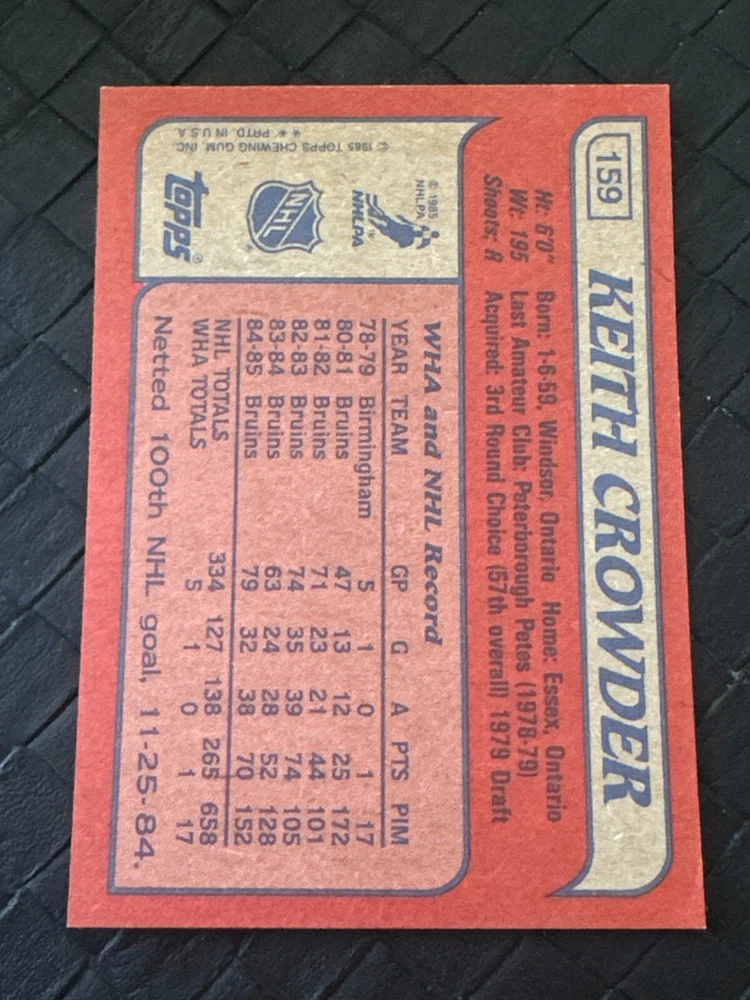 159
KEITH CROWDER
Ht: 6'0" Born: 1-6-59, Windsor, Ontario Home: Essex, Ontario
Wt: 195 Last Amateur Club: Peterborough Petes (1978-79)
Shoots: R Acquired: 3rd Round Choice (57th overall) 1979 Draft
© 1985
NHLPA
NHLPA™
NHL
®
topps®
© 1985 TOPPS CHEWING GUM, INC.
** PRTD. IN U.S.A.
WHA and NHL Record
YEAR TEAM GP G A PTS PIM
78-79 Birmingham 5 1 0 1 17
80-81 Bruins 47 13 12 25 172
81-82 Bruins 71 23 21 44 101
82-83 Bruins 74 35 39 74 105
83-84 Bruins 63 24 28 52 128
84-85 Bruins 79 32 38 70 152
NHL TOTALS 334 127 138 265 658
WHA TOTALS 5 1 0 1 17
Netted 100th NHL goal, 11-25-84.